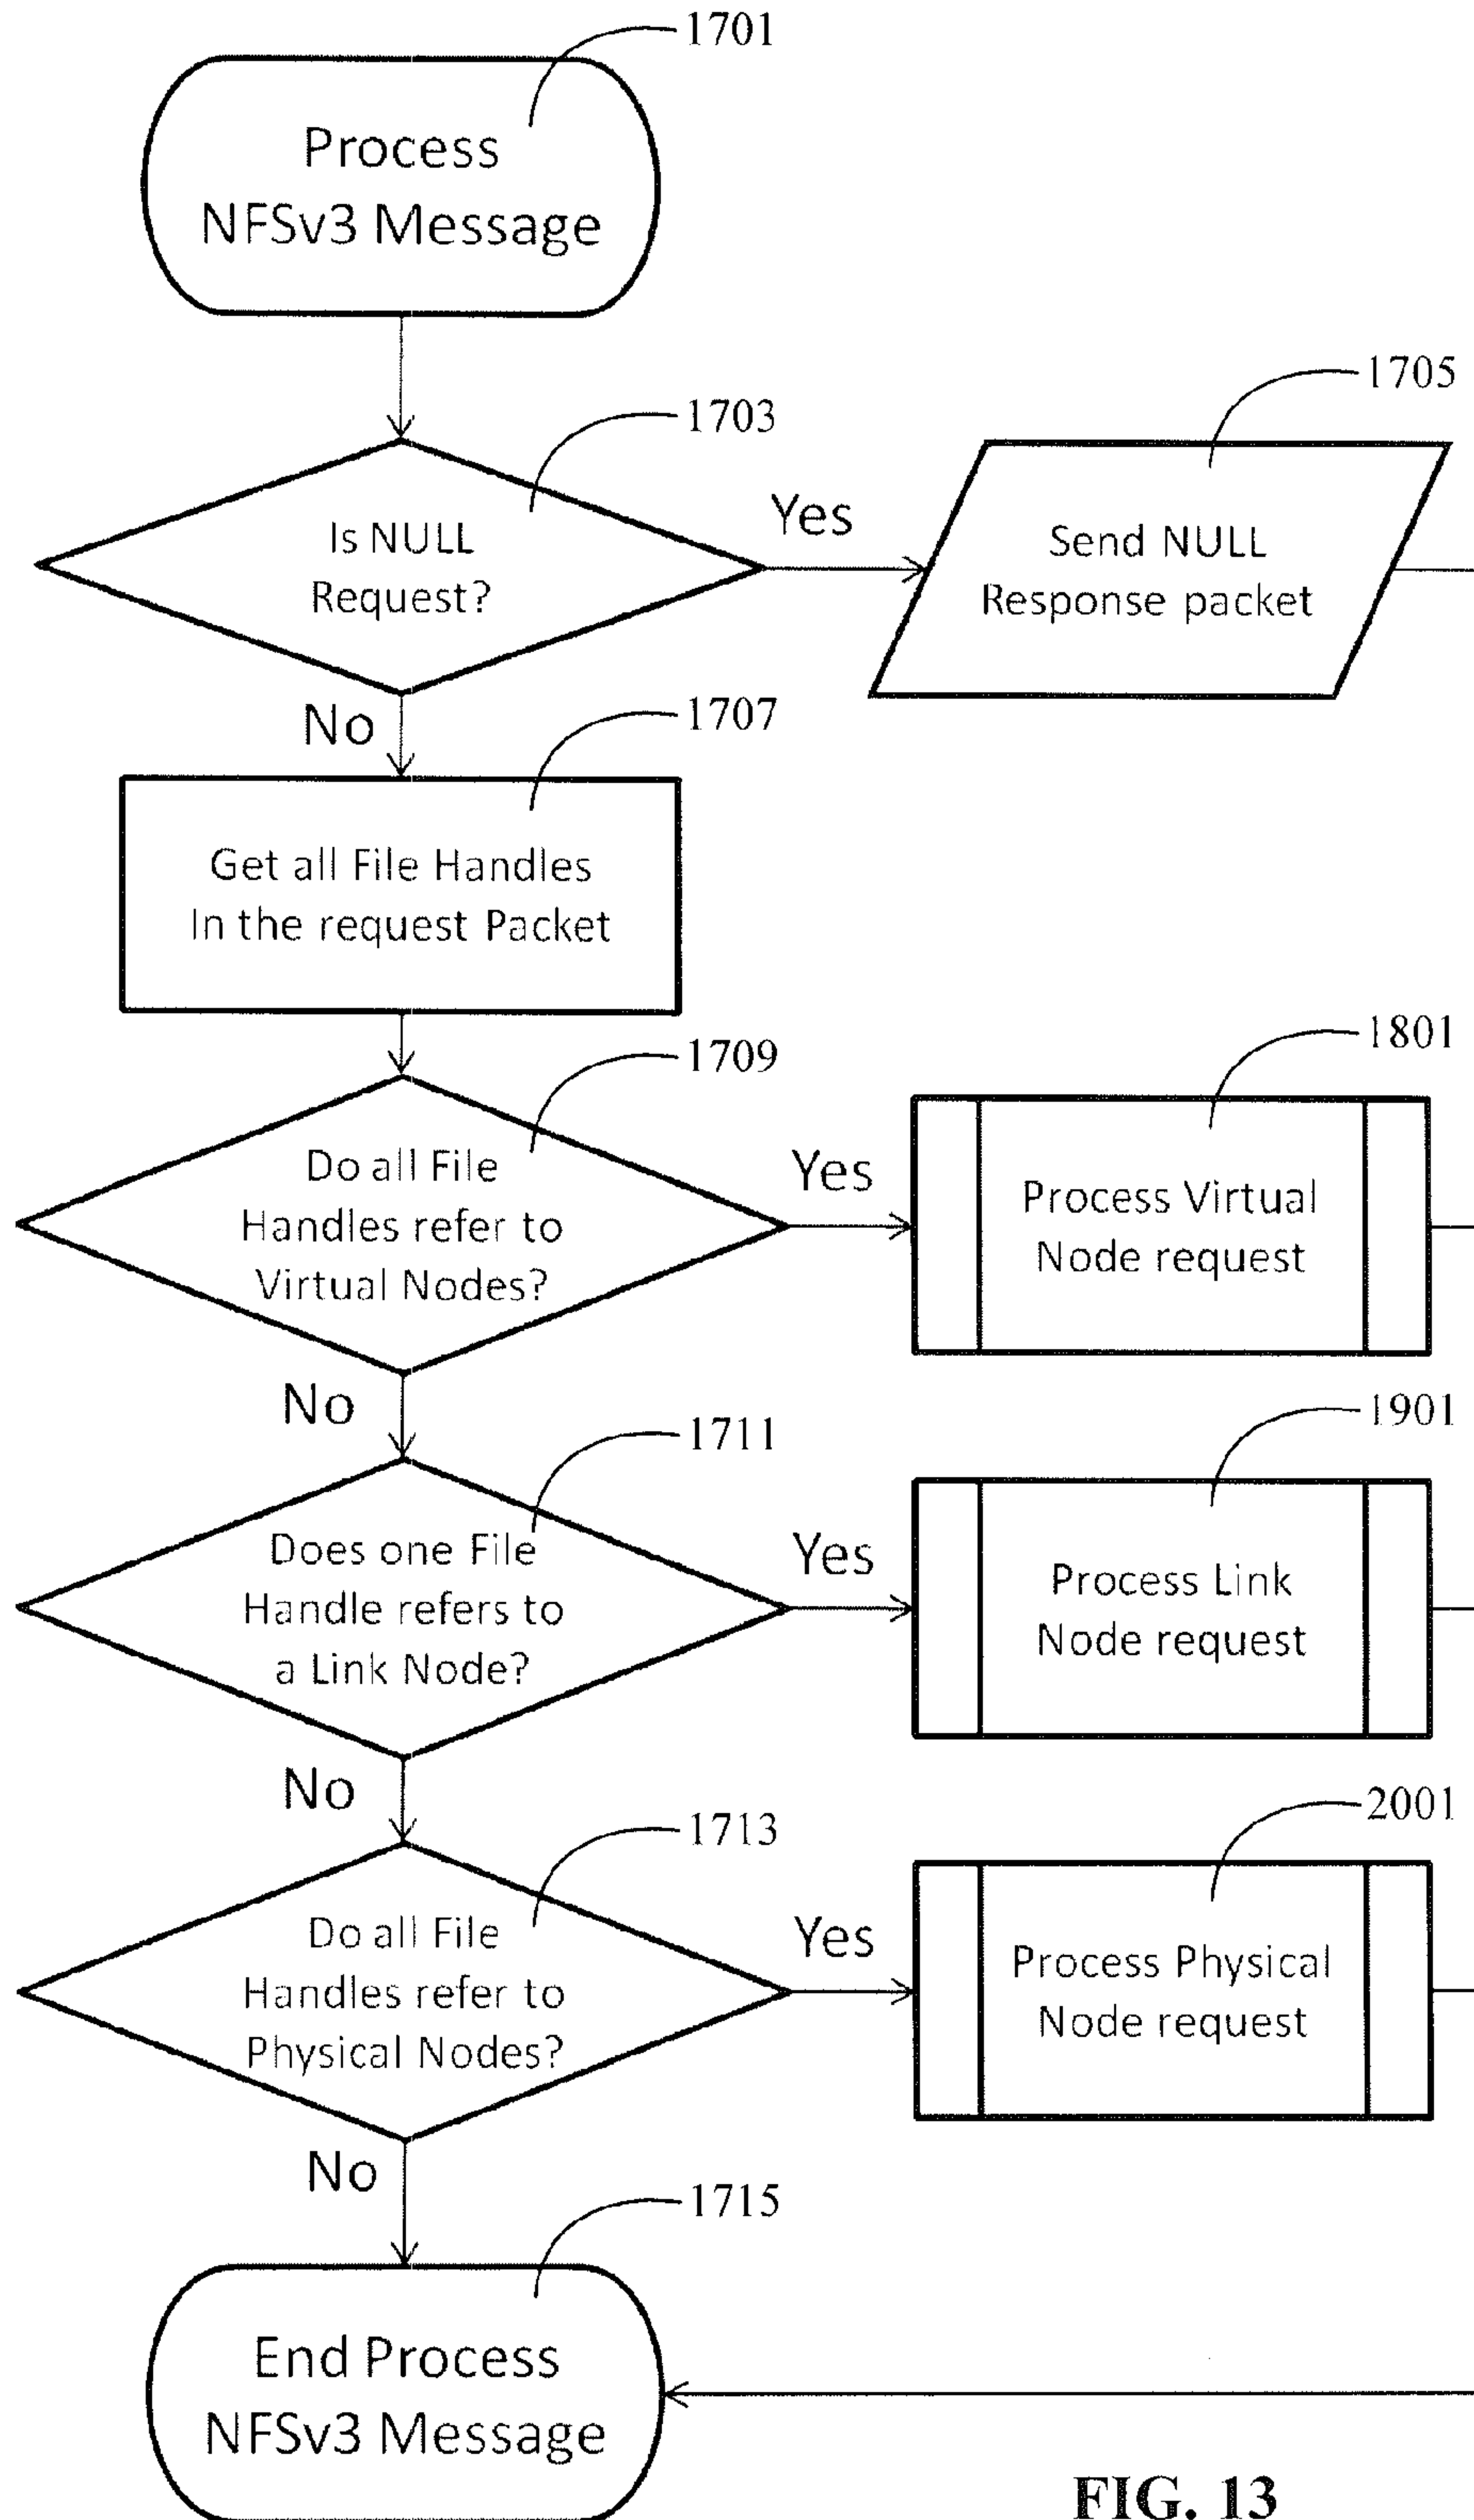 1701
Process
NFSv3 Message
1703
1705
Is NULL
Request?
Yes
Send NULL
Response packet
No
1707
Get all File Handles
In the request Packet
1709
1801
Do all File
Handles refer to
Virtual Nodes?
Yes
Process Virtual
Node request
No
1711
1901
Does one File
Handle refers to
a Link Node?
Yes
Process Link
Node request
No
1713
2001
Do all File
Handles refer to
Physical Nodes?
Yes
Process Physical
Node request
No
1715
End Process
NFSv3 Message
FIG. 13